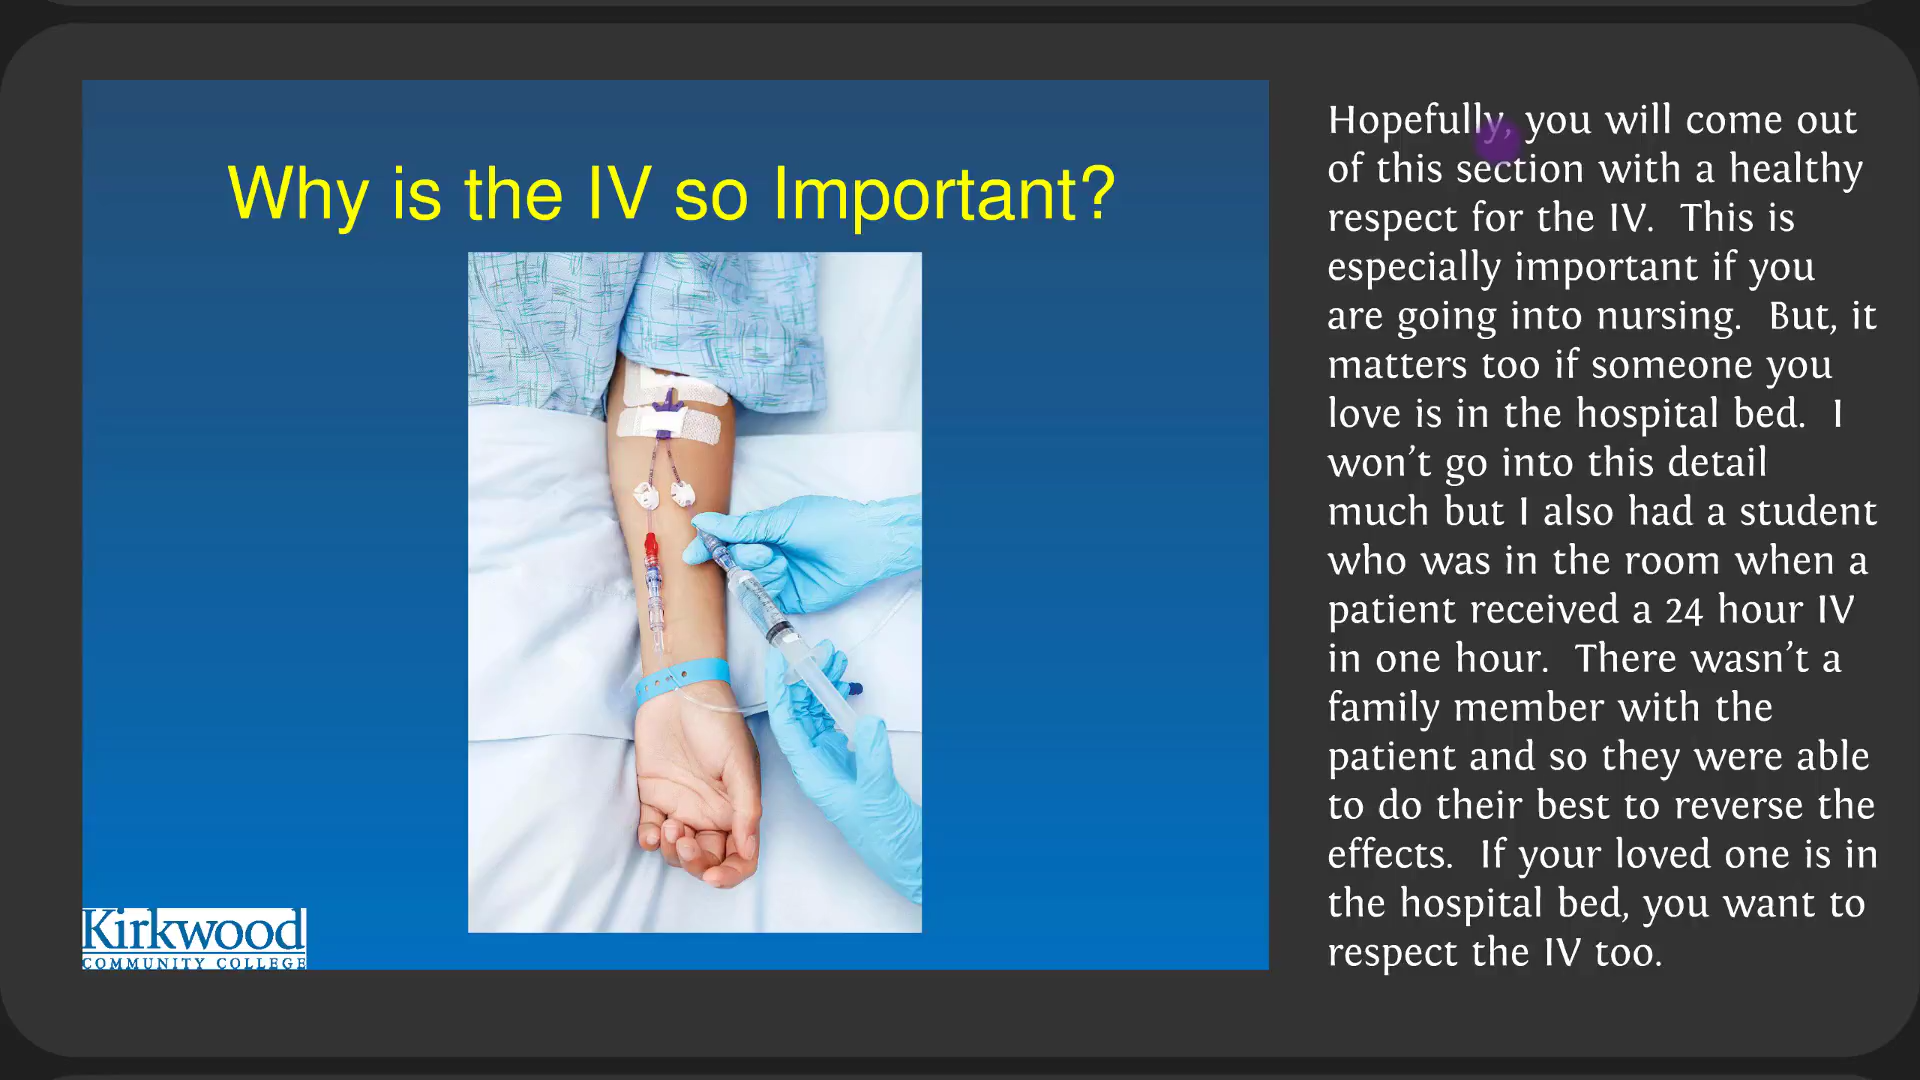 Why is the IV so Important?
Kirkwood
COMMUNITY COLLEGE
Hopefully, you will come out
of this section with a healthy
respect for the IV.  This is
especially important if you
are going into nursing.  But, it
matters too if someone you
love is in the hospital bed.  I
won’t go into this detail
much but I also had a student
who was in the room when a
patient received a 24 hour IV
in one hour.  There wasn’t a
family member with the
patient and so they were able
to do their best to reverse the
effects.  If your loved one is in
the hospital bed, you want to
respect the IV too.